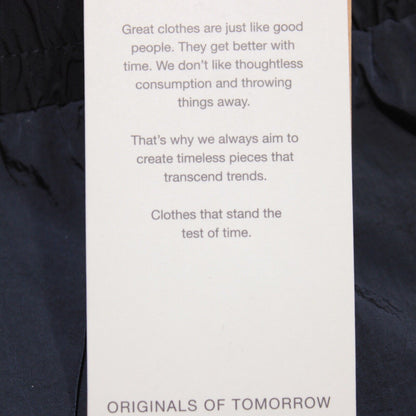 Great clothes are just like good
people. They get better with
time. We don't like thoughtless
consumption and throwing
things away.
That's why we always aim to
create timeless pieces that
transcend trends.
Clothes that stand the
test of time.
ORIGINALS OF TOMORROW